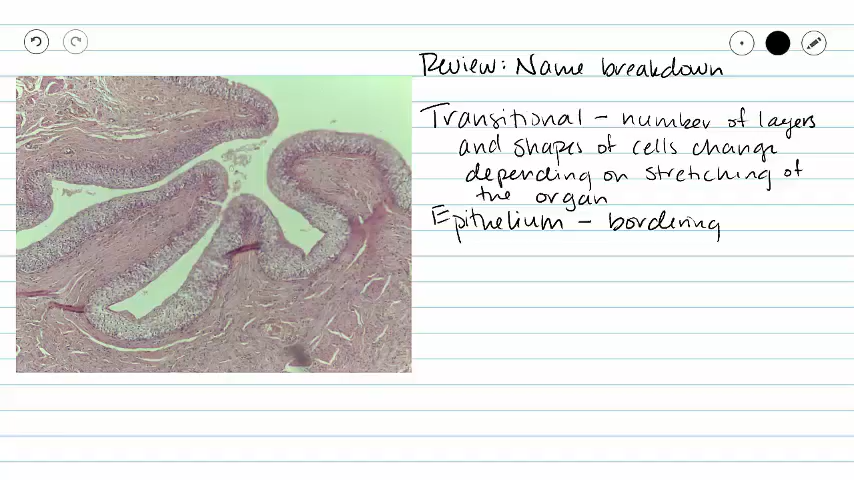 Review: Name breakdown
Transitional - number of layers
and shapes of cells change
depending on stretching of
the organ
Epithelium - bordering